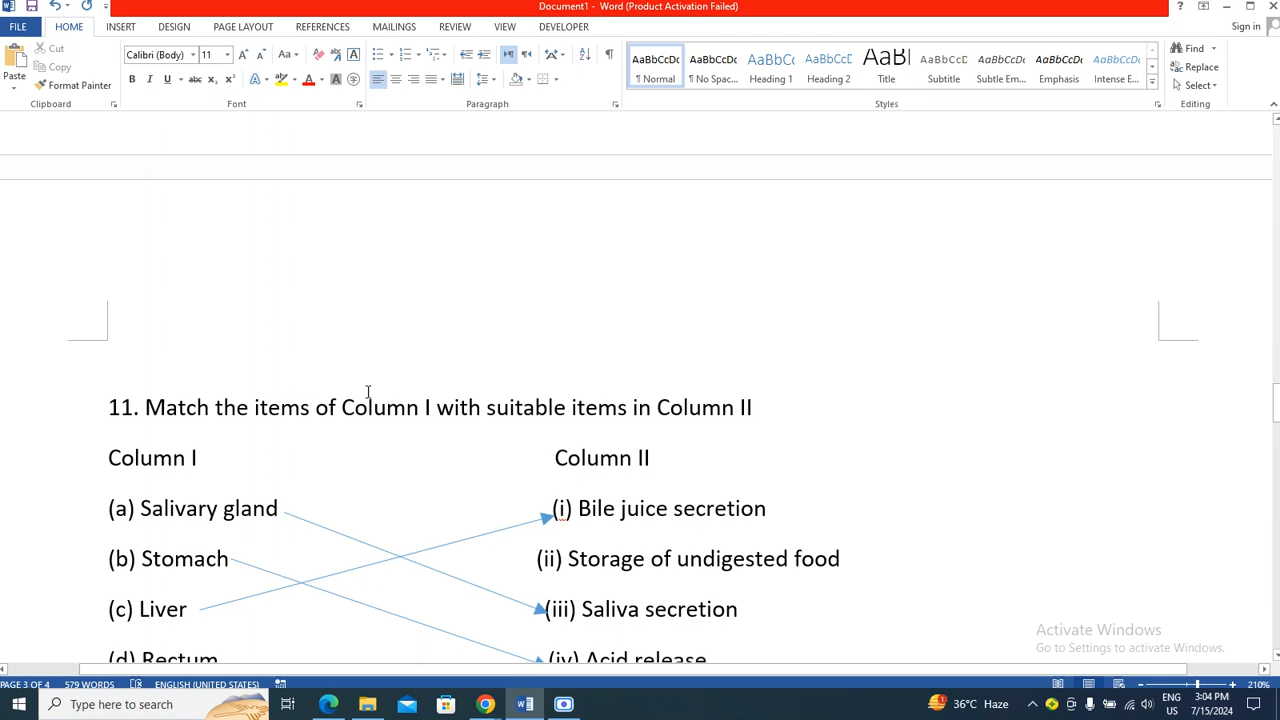 Document1 - Word (Product Activation Failed)
FILE HOME INSERT DESIGN PAGE LAYOUT REFERENCES MAILINGS REVIEW VIEW DEVELOPER Sign in
Cut
Copy
Format Painter
Paste
Calibri (Body) 11
AaBbCcDc AaBbCcDc AaBbCc AaBbCcD AaBl AaBbCcD AaBbCcDc AaBbCcDc AaBbCcDc
¶ Normal ¶ No Spac... Heading 1 Heading 2 Title Subtitle Subtle Em... Emphasis Intense E...
Find
Replace
Select
Clipboard Font Paragraph Styles Editing
11. Match the items of Column I with suitable items in Column II
Column I Column II
(a) Salivary gland (i) Bile juice secretion
(b) Stomach (ii) Storage of undigested food
(c) Liver (iii) Saliva secretion
(d) Rectum (iv) Acid release
Activate Windows
Go to Settings to activate Windows.
PAGE 3 OF 4 579 WORDS ENGLISH (UNITED STATES) 210%
Type here to search
36°C Haze
ENG
US
3:04 PM
7/15/2024